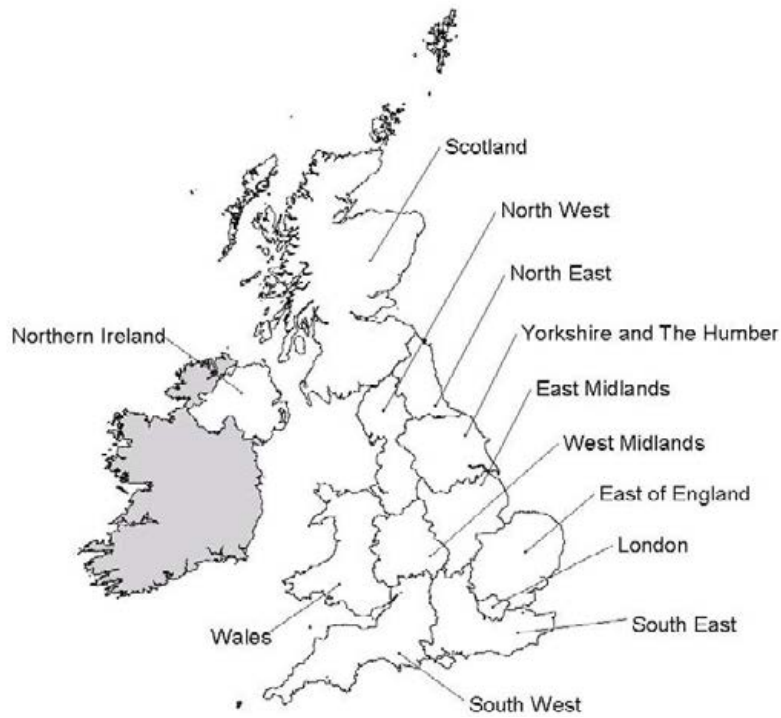 Scotland
North West
North East
Northern Ireland
Yorkshire and The Humber
East Midlands
West Midlands
East of England
London
South East
Wales
South West